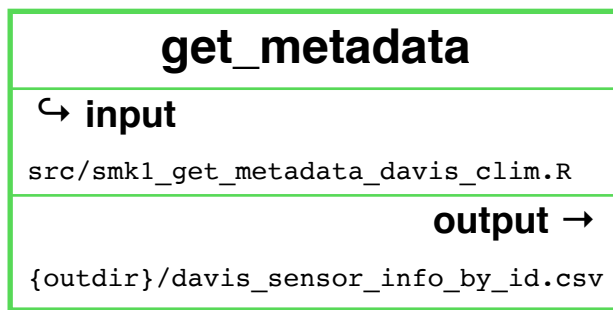 get_metadata
↪ input
src/smk1_get_metadata_davis_clim.R
output →
{outdir}/davis_sensor_info_by_id.csv